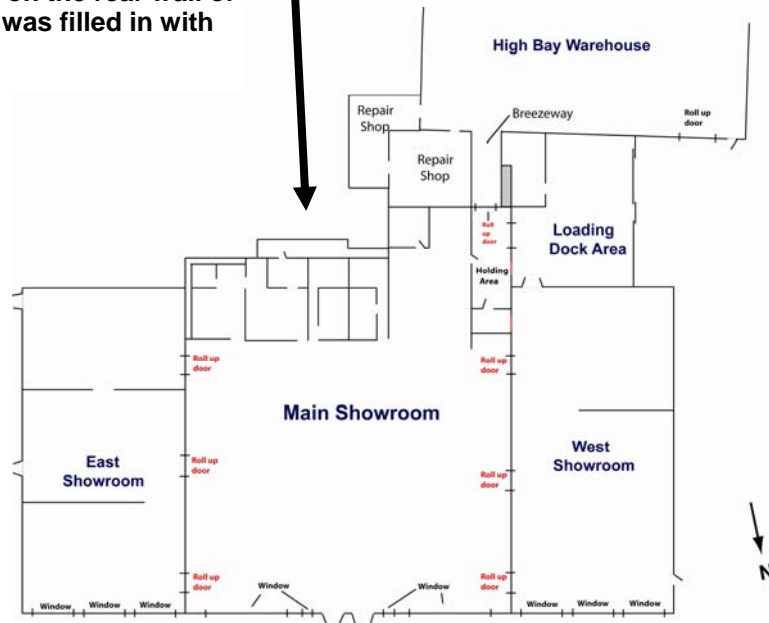 was filled in with
High Bay Warehouse
Repair
Shop
Breezeway
Roll up
door
Repair
Shop
Roll
up
door
Loading
Dock Area
Holding
Area
Roll up
door
Roll up
door
Main Showroom
East
Showroom
Roll up
door
West
Showroom
Roll up
door
Roll up
door
Window
Window
Roll up
door
Window
Window
Window
Window
Window
Window
N